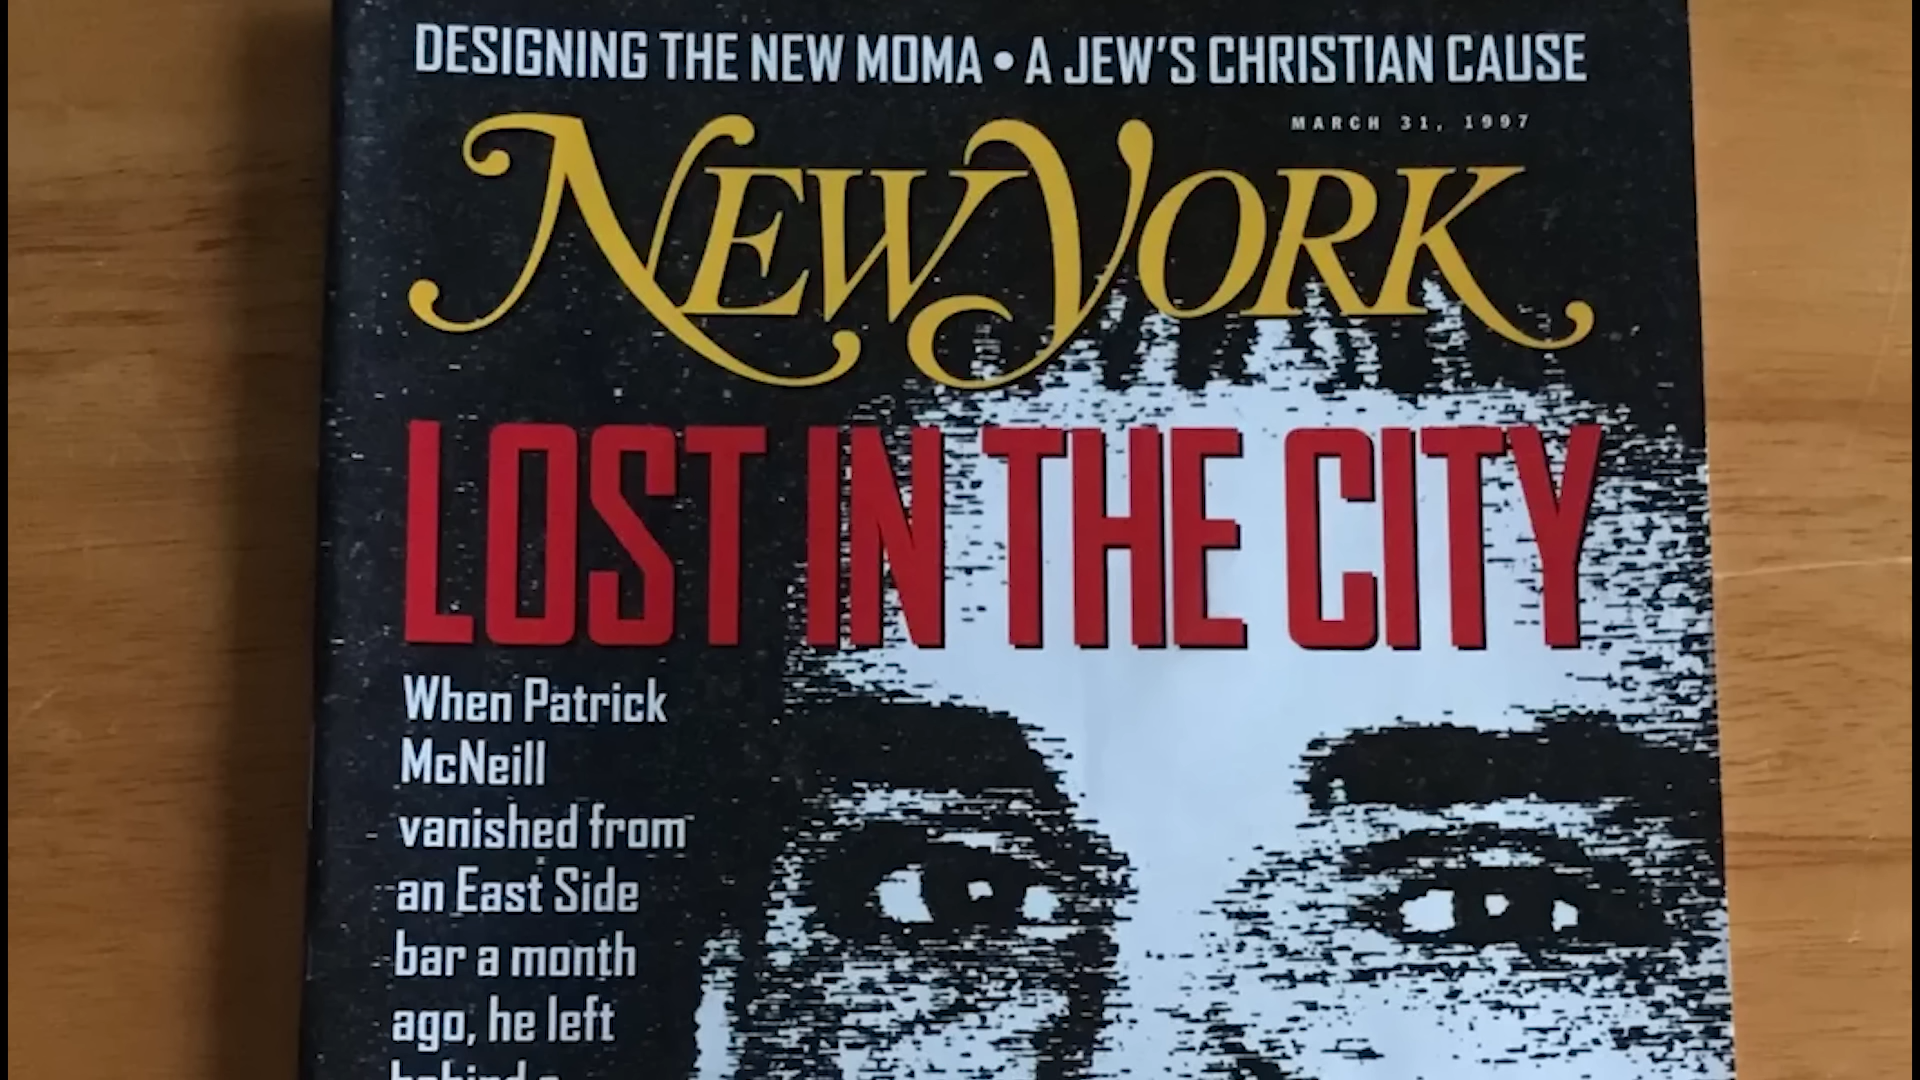 DESIGNING THE NEW MOMA • A JEW'S CHRISTIAN CAUSE
MARCH 31, 1997
NEW YORK
LOST IN THE CITY
When Patrick
McNeill
vanished from
an East Side
bar a month
ago, he left
behind a